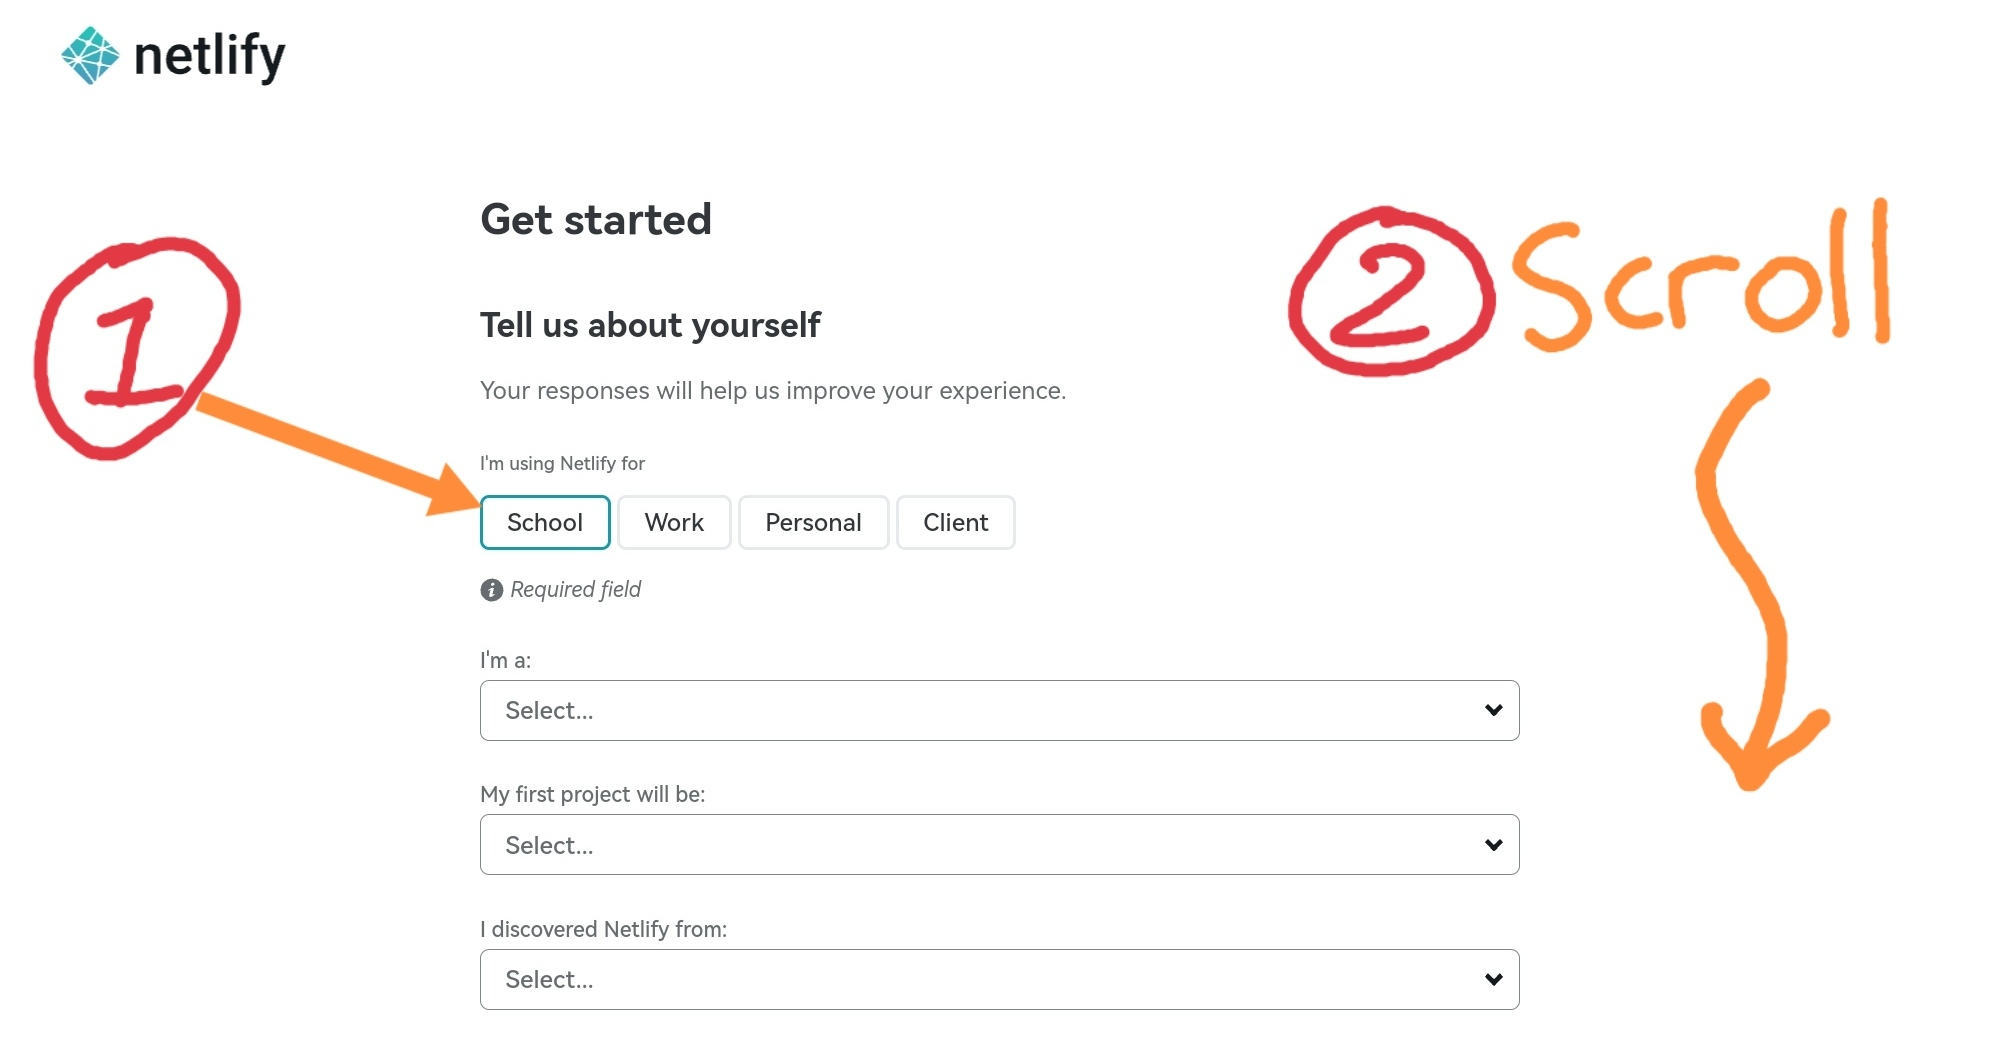 netlify
Get started
Tell us about yourself
Your responses will help us improve your experience.
I'm using Netlify for
School Work Personal Client
Required field
I'm a:
Select...
My first project will be:
Select...
I discovered Netlify from:
Select...
1
2 Scroll